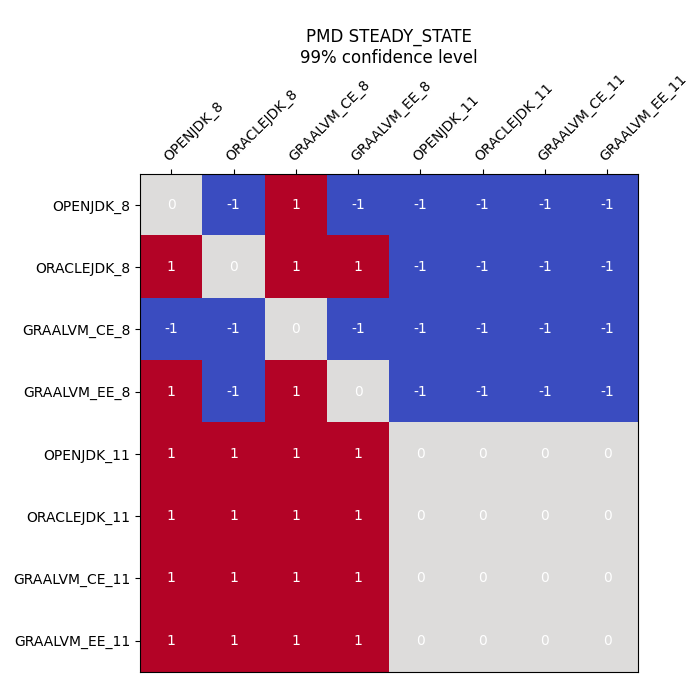 PMD STEADY_STATE
99% confidence level
OPENJDK_8 ORACLEJDK_8 GRAALVM_CE_8 GRAALVM_EE_8 OPENJDK_11 ORACLEJDK_11 GRAALVM_CE_11 GRAALVM_EE_11
OPENJDK_8 0 -1 1 -1 -1 -1 -1 -1
ORACLEJDK_8 1 0 1 1 -1 -1 -1 -1
GRAALVM_CE_8 -1 -1 0 -1 -1 -1 -1 -1
GRAALVM_EE_8 1 -1 1 0 -1 -1 -1 -1
OPENJDK_11 1 1 1 1 0 0 0 0
ORACLEJDK_11 1 1 1 1 0 0 0 0
GRAALVM_CE_11 1 1 1 1 0 0 0 0
GRAALVM_EE_11 1 1 1 1 0 0 0 0